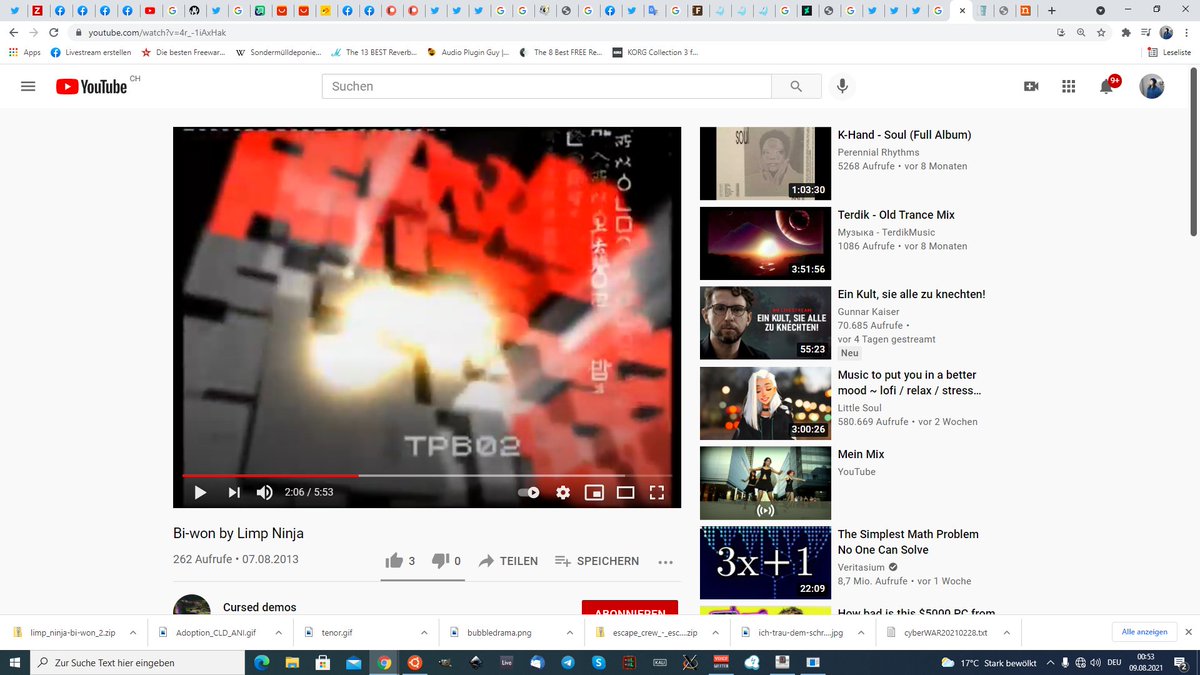 youtube.com/watch?v=4r_-1iAxHak
Apps
Livestream erstellen
Die besten Freewar...
Sondermülldeponie...
The 13 BEST Reverb...
Audio Plugin Guy |...
The 8 Best FREE Re...
KORG Collection 3 f...
Leseliste
YouTube CH
Suchen
9+
TPB02
2:06 / 5:53
Bi-won by Limp Ninja
262 Aufrufe • 07.08.2013
3
0
TEILEN
SPEICHERN
Cursed demos
ABONNIEREN
soul
1:03:30
K-Hand - Soul (Full Album)
Perennial Rhythms
5268 Aufrufe • vor 8 Monaten
3:51:56
Terdik - Old Trance Mix
Музыка - TerdikMusic
1086 Aufrufe • vor 8 Monaten
EIN KULT, SIE ALLE
ZU KNECHTEN!
55:23
Ein Kult, sie alle zu knechten!
Gunnar Kaiser
70.685 Aufrufe •
vor 4 Tagen gestreamt
Neu
3:00:26
Music to put you in a better
mood ~ lofi / relax / stress...
Little Soul
580.669 Aufrufe • vor 2 Wochen
Mein Mix
YouTube
3x+1
22:09
The Simplest Math Problem
No One Can Solve
Veritasium
8,7 Mio. Aufrufe • vor 1 Woche
How bad is this $5000 PC from
limp_ninja-bi-won_2.zip
Adoption_CLD_ANI.gif
tenor.gif
bubbledrama.png
escape_crew_-_esc....zip
ich-trau-dem-schr....jpg
cyberWAR20210228.txt
Alle anzeigen
Zur Suche Text hier eingeben
Live
17°C Stark bewölkt
DEU
00:53
09.08.2021
2